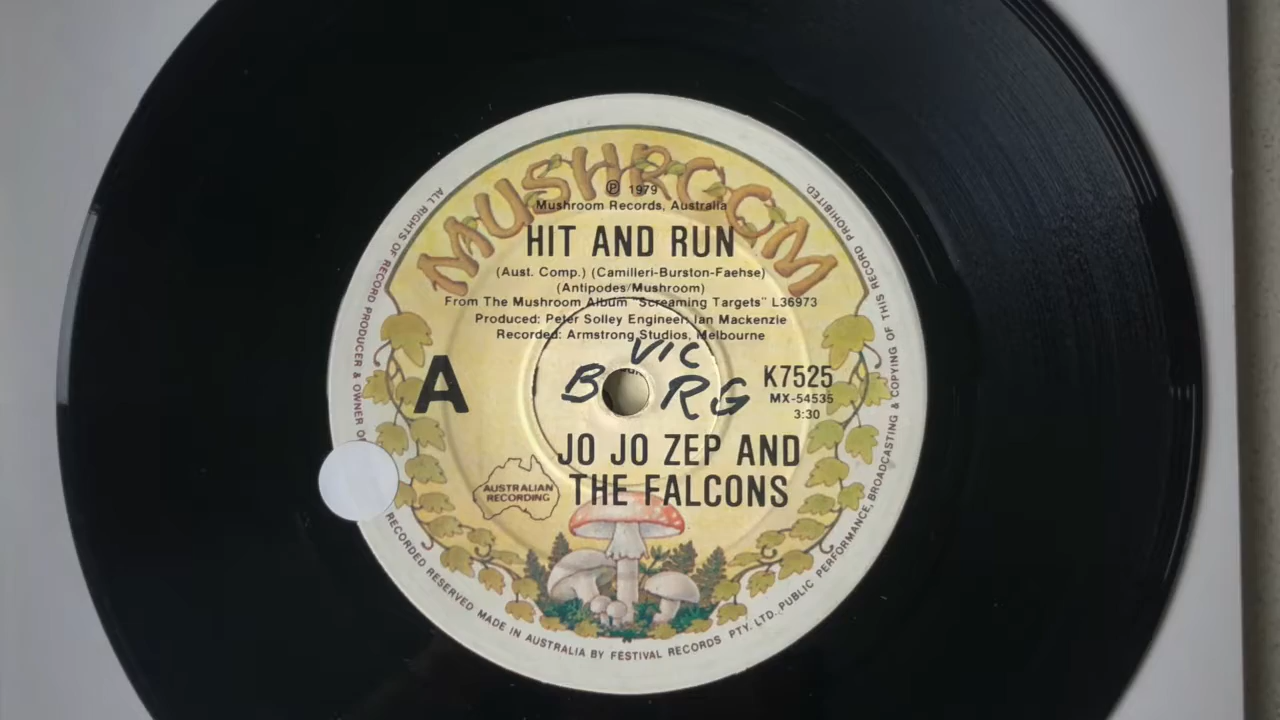 MUSHROOM
℗ 1979
Mushroom Records, Australia
HIT AND RUN
(Aust. Comp.) (Camilleri-Burston-Faehse)
(Antipodes/Mushroom)
From The Mushroom Album "Screaming Targets" L36973
Produced: Peter Solley Engineer: Ian Mackenzie
Recorded: Armstrong Studios, Melbourne
VIC
B RG
A
K7525
MX-54535
3:30
JO JO ZEP AND
THE FALCONS
AUSTRALIAN
RECORDING
ALL RIGHTS OF RECORD PRODUCER & OWNER OF
RECORDED RESERVED MADE IN AUSTRALIA BY FESTIVAL RECORDS PTY. LTD. PUBLIC PERFORMANCE, BROADCASTING & COPYING OF THIS RECORD PROHIBITED.